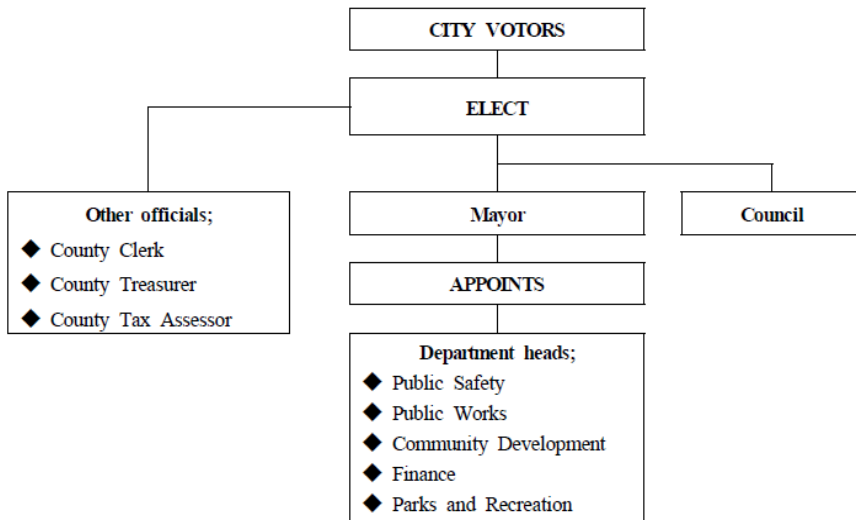 CITY VOTORS
ELECT
Other officials;
◆ County Clerk
◆ County Treasurer
◆ County Tax Assessor
Mayor
Council
APPOINTS
Department heads;
◆ Public Safety
◆ Public Works
◆ Community Development
◆ Finance
◆ Parks and Recreation